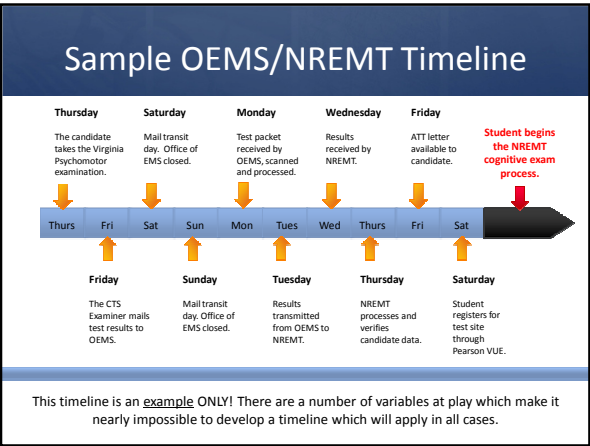 Sample OEMS/NREMT Timeline
Thursday
The candidate
takes the Virginia
Psychomotor
examination.
Saturday
Mail transit
day. Office of
EMS closed.
Monday
Test packet
received by
OEMS, scanned
and processed.
Wednesday
Results
received by
NREMT.
Friday
ATT letter
available to
candidate.
Student begins
the NREMT
cognitive exam
process.
Thurs
Fri
Sat
Sun
Mon
Tues
Wed
Thurs
Fri
Sat
Friday
The CTS
Examiner mails
test results to
OEMS.
Sunday
Mail transit
day. Office of
EMS closed.
Tuesday
Results
transmitted
from OEMS to
NREMT.
Thursday
NREMT
processes and
verifies
candidate data.
Saturday
Student
registers for
test site
through
Pearson VUE.
This timeline is an example ONLY! There are a number of variables at play which make it
nearly impossible to develop a timeline which will apply in all cases.